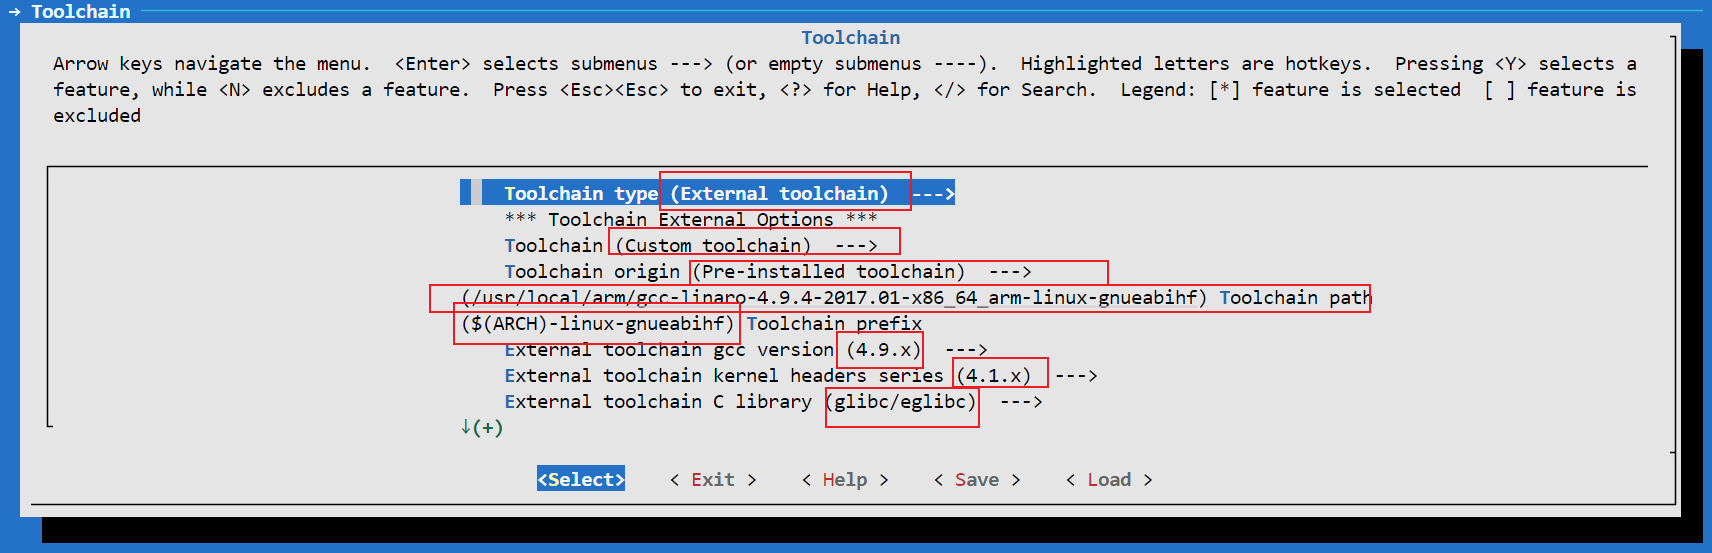 → Toolchain
Toolchain
Arrow keys navigate the menu.  <Enter> selects submenus ---> (or empty submenus ----).  Highlighted letters are hotkeys.  Pressing <Y> selects a
feature, while <N> excludes a feature.  Press <Esc><Esc> to exit, <?> for Help, </> for Search.  Legend: [*] feature is selected  [ ] feature is
excluded
Toolchain type (External toolchain)  --->
*** Toolchain External Options ***
Toolchain (Custom toolchain)  --->
Toolchain origin (Pre-installed toolchain)  --->
(/usr/local/arm/gcc-linaro-4.9.4-2017.01-x86_64_arm-linux-gnueabihf) Toolchain path
($(ARCH)-linux-gnueabihf) Toolchain prefix
External toolchain gcc version (4.9.x)  --->
External toolchain kernel headers series (4.1.x)  --->
External toolchain C library (glibc/eglibc)  --->
↓(+)
<Select>    < Exit >    < Help >    < Save >    < Load >